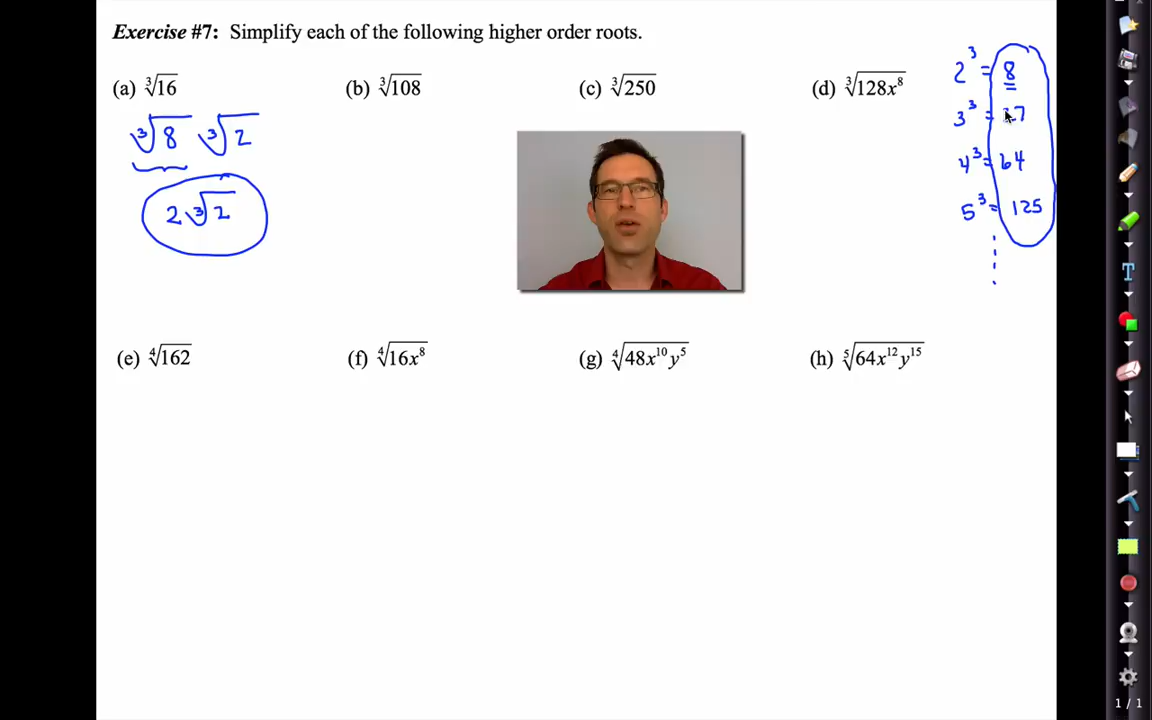 Exercise #7: Simplify each of the following higher order roots.
(a) ∛16 (b) ∛108 (c) ∛250 (d) ∛128x⁸
∛8 ∛2
2∛2
2³ = 8
3³ = 27
4³ = 64
5³ = 125
(e) ∜162 (f) ∜16x⁸ (g) ∜48x¹⁰y⁵ (h) ⁵√64x¹²y¹⁵
T
1 / 1